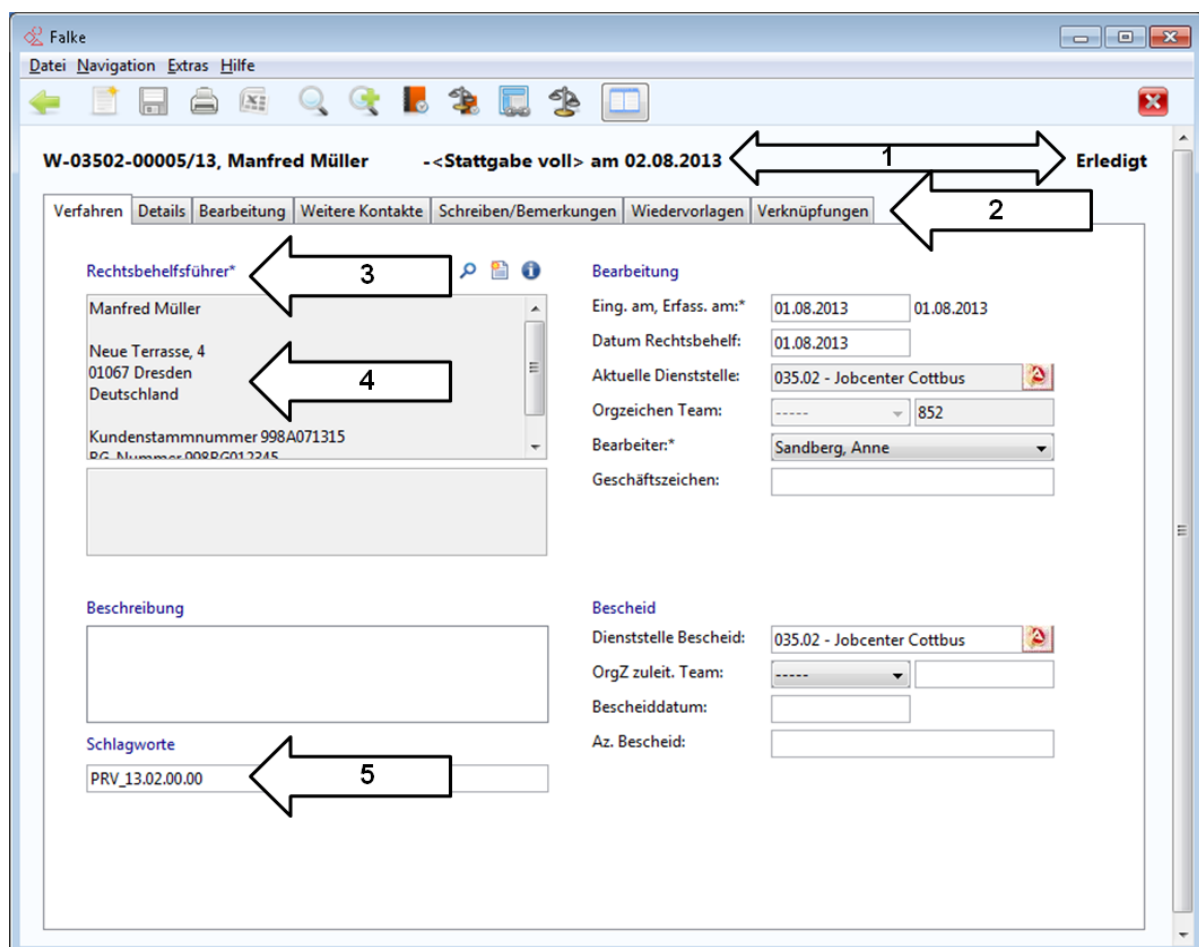 Falke
Datei Navigation Extras Hilfe
W-03502-00005/13, Manfred Müller -<Stattgabe voll> am 02.08.2013 1 Erledigt
Verfahren Details Bearbeitung Weitere Kontakte Schreiben/Bemerkungen Wiedervorlagen Verknüpfungen 2
Rechtsbehelfsführer* 3
Manfred Müller
Neue Terrasse, 4
01067 Dresden
Deutschland
4
Kundenstammnummer 998A071315
BG-Nummer 998BG012345
Beschreibung
Schlagworte
PRV_13.02.00.00 5
Bearbeitung
Eing. am, Erfass. am:* 01.08.2013 01.08.2013
Datum Rechtsbehelf: 01.08.2013
Aktuelle Dienststelle: 035.02 - Jobcenter Cottbus
Orgzeichen Team: ----- 852
Bearbeiter:* Sandberg, Anne
Geschäftszeichen:
Bescheid
Dienststelle Bescheid: 035.02 - Jobcenter Cottbus
OrgZ zuleit. Team: -----
Bescheiddatum:
Az. Bescheid: